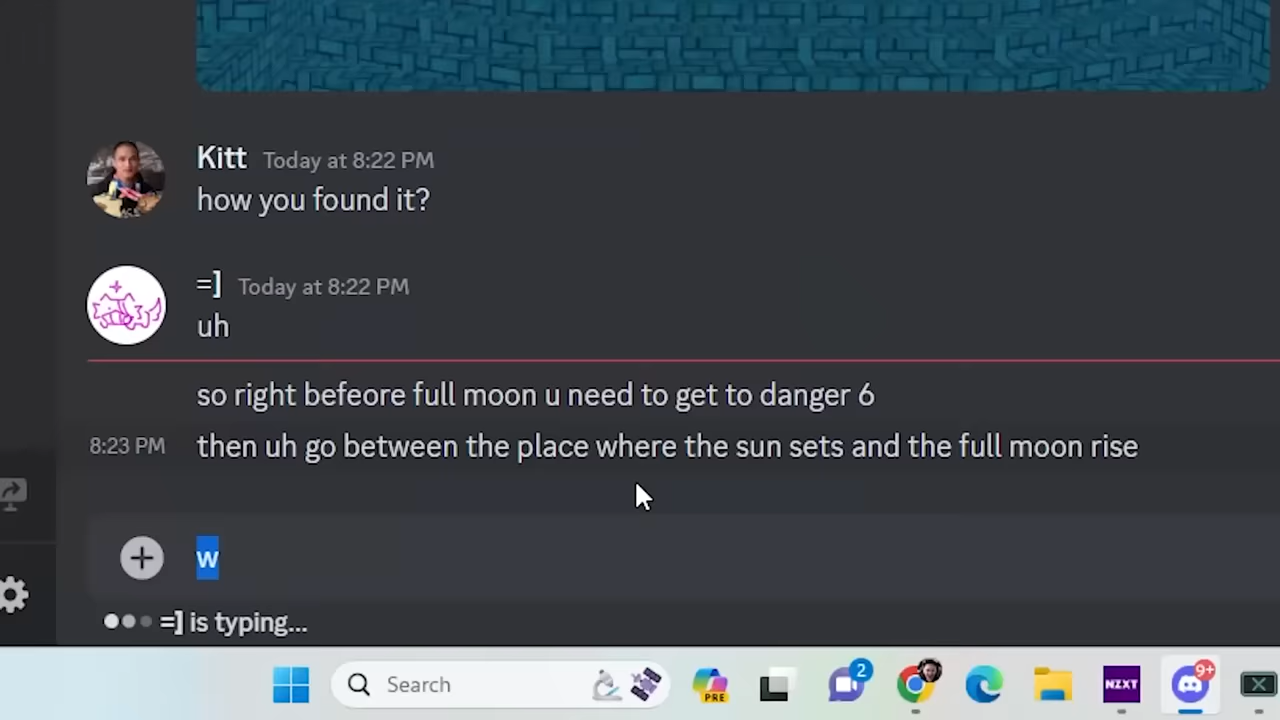 Kitt Today at 8:22 PM
how you found it?
=] Today at 8:22 PM
uh
so right befeore full moon u need to get to danger 6
8:23 PM then uh go between the place where the sun sets and the full moon rise
w
=] is typing...
Search
PRE
2
NZXT
9+